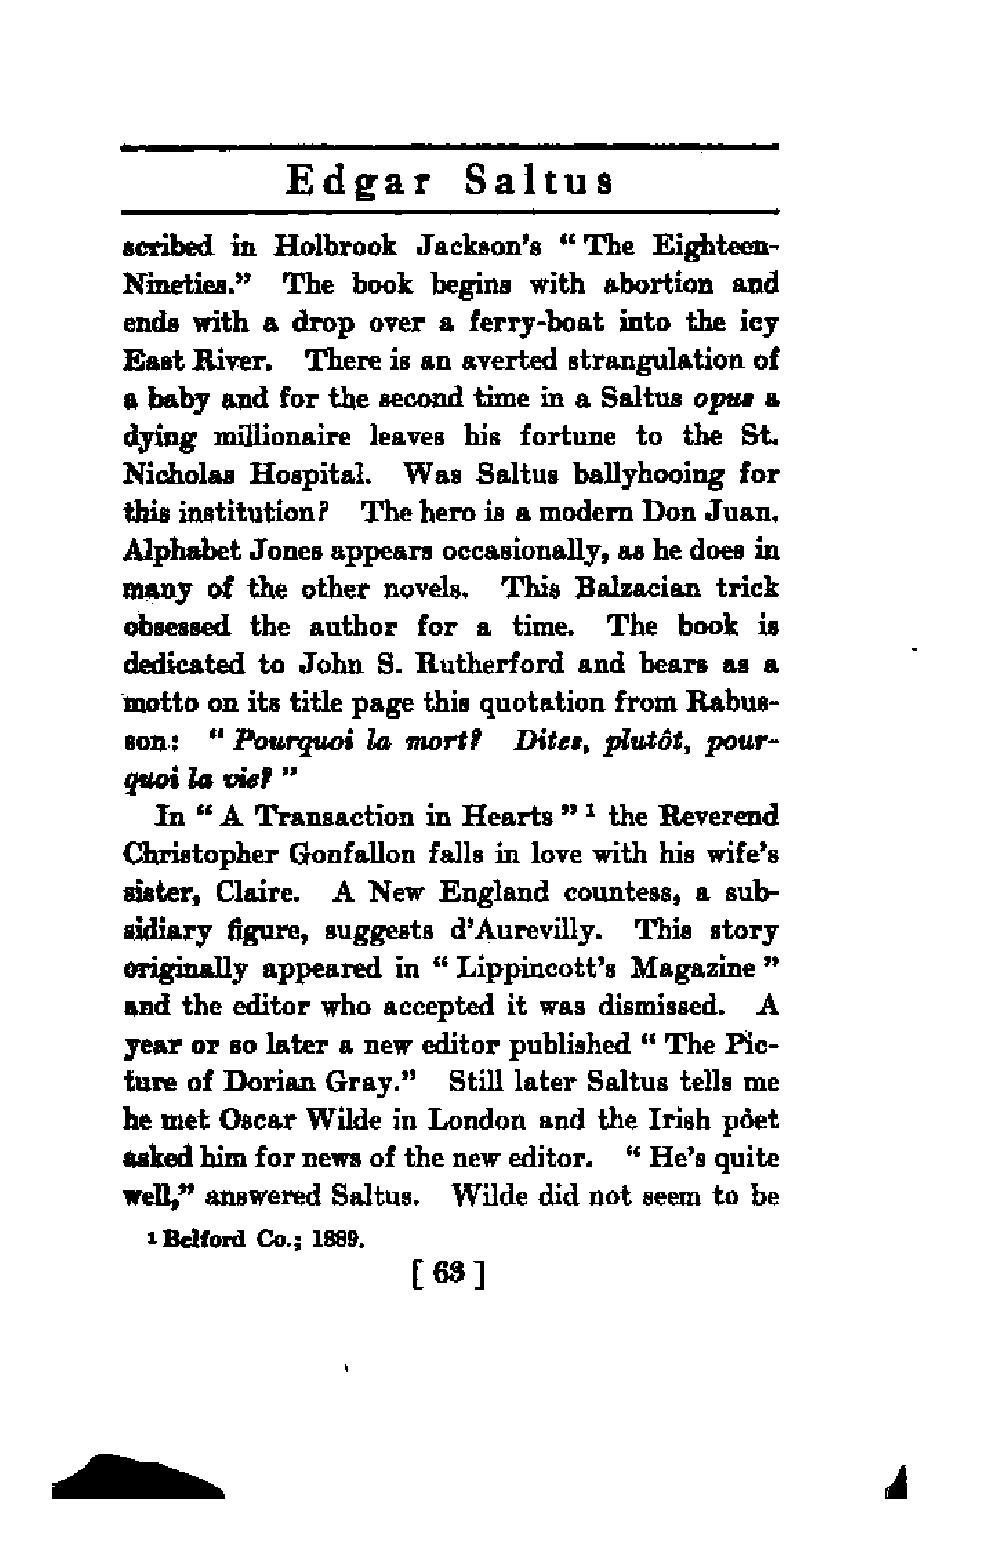 Edgar Saltus
scribed in Holbrook Jackson's “ The Eighteen-
Nineties.” The book begins with abortion and
ends with a drop over a ferry-boat into the icy
East River. There is an averted strangulation of
a baby and for the second time in a Saltus opus a
dying millionaire leaves his fortune to the St.
Nicholas Hospital. Was Saltus ballyhooing for
this institution? The hero is a modern Don Juan.
Alphabet Jones appears occasionally, as he does in
many of the other novels. This Balzacian trick
obsessed the author for a time. The book is
dedicated to John S. Rutherford and bears as a
motto on its title page this quotation from Rabus-
son: “ Pourquoi la mort? Dites, plutôt, pour-
quoi la vie? ”
In “ A Transaction in Hearts ” ¹ the Reverend
Christopher Gonfallon falls in love with his wife's
sister, Claire. A New England countess, a sub-
sidiary figure, suggests d'Aurevilly. This story
originally appeared in “ Lippincott's Magazine ”
and the editor who accepted it was dismissed. A
year or so later a new editor published “ The Pic-
ture of Dorian Gray.” Still later Saltus tells me
he met Oscar Wilde in London and the Irish poet
asked him for news of the new editor. “ He's quite
well,” answered Saltus. Wilde did not seem to be
¹ Belford Co.; 1889.
[ 63 ]